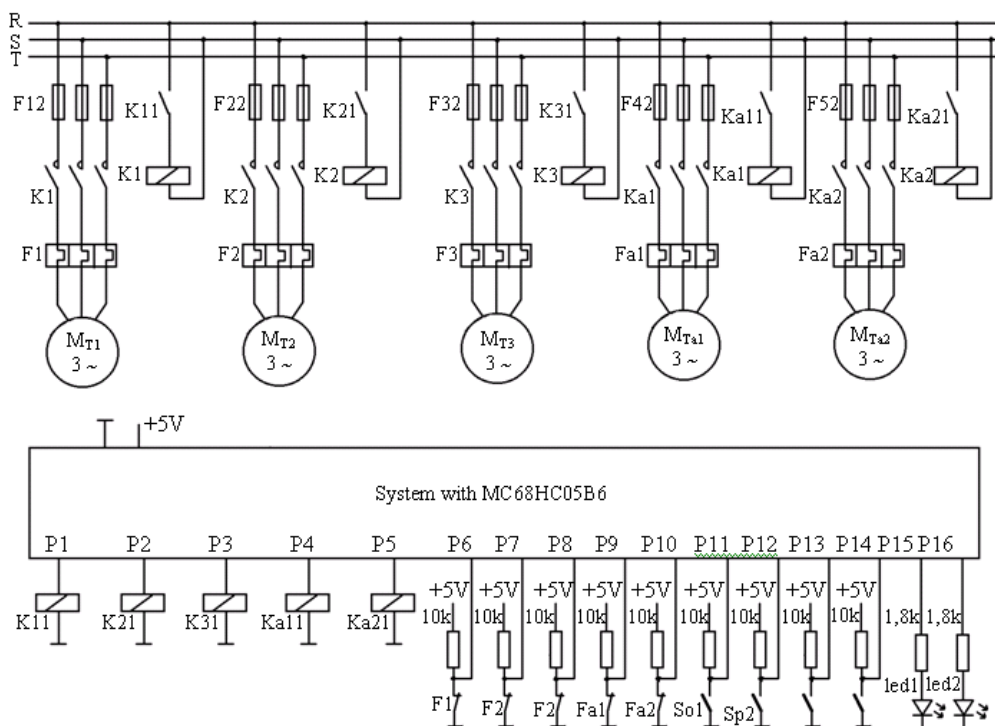 R
S
T
F12 K11 F22 K21 F32 K31 F42 Ka11 F52 Ka21
K1 K1 K2 K2 K3 K3 Ka1 Ka1 Ka2 Ka2
F1 F2 F3 Fa1 Fa2
MT1 MT2 MT3 MTa1 MTa2
3 ~ 3 ~ 3 ~ 3 ~ 3 ~
+5V
System with MC68HC05B6
P1 P2 P3 P4 P5 P6 P7 P8 P9 P10 P11 P12 P13 P14 P15 P16
+5V +5V +5V +5V +5V +5V +5V +5V +5V
K11 K21 K31 Ka11 Ka21 10k 10k 10k 10k 10k 10k 10k 10k 10k 1,8k 1,8k
F1 F2 F2 Fa1 Fa2 So1 Sp2 led1 led2